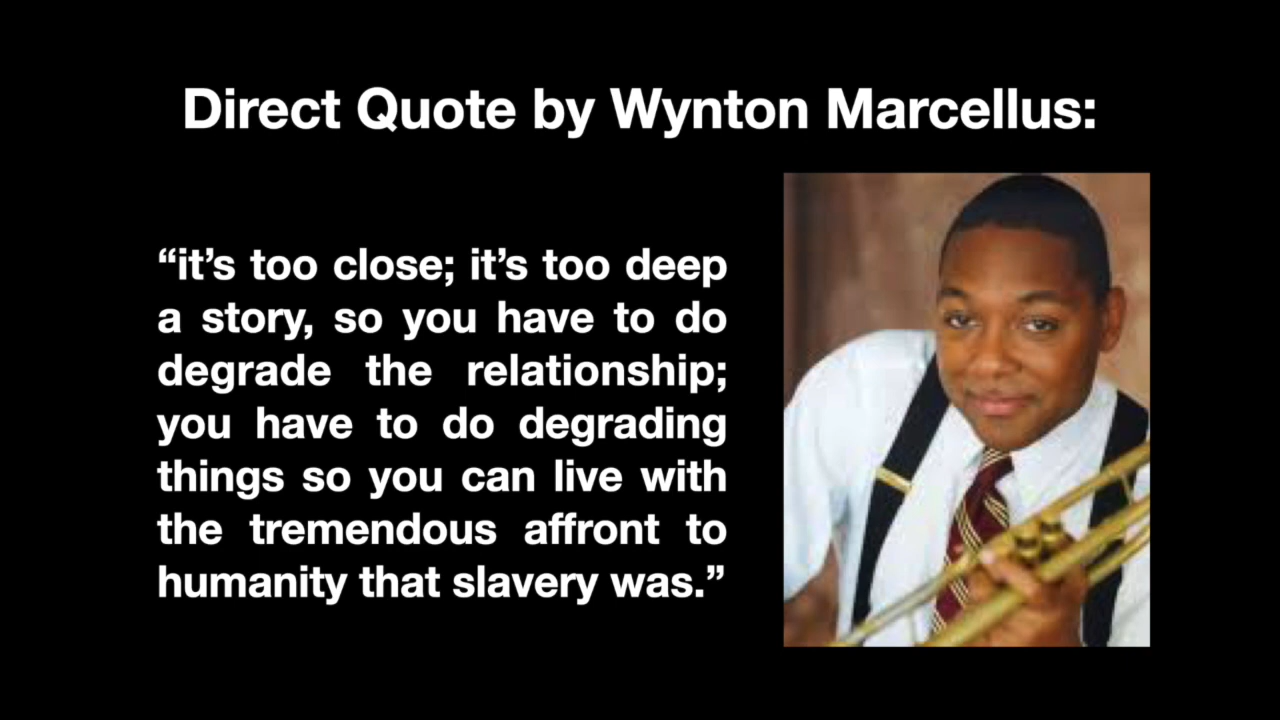 Direct Quote by Wynton Marcellus:
“it’s too close; it’s too deep
a story, so you have to do
degrade the relationship;
you have to do degrading
things so you can live with
the tremendous affront to
humanity that slavery was.”